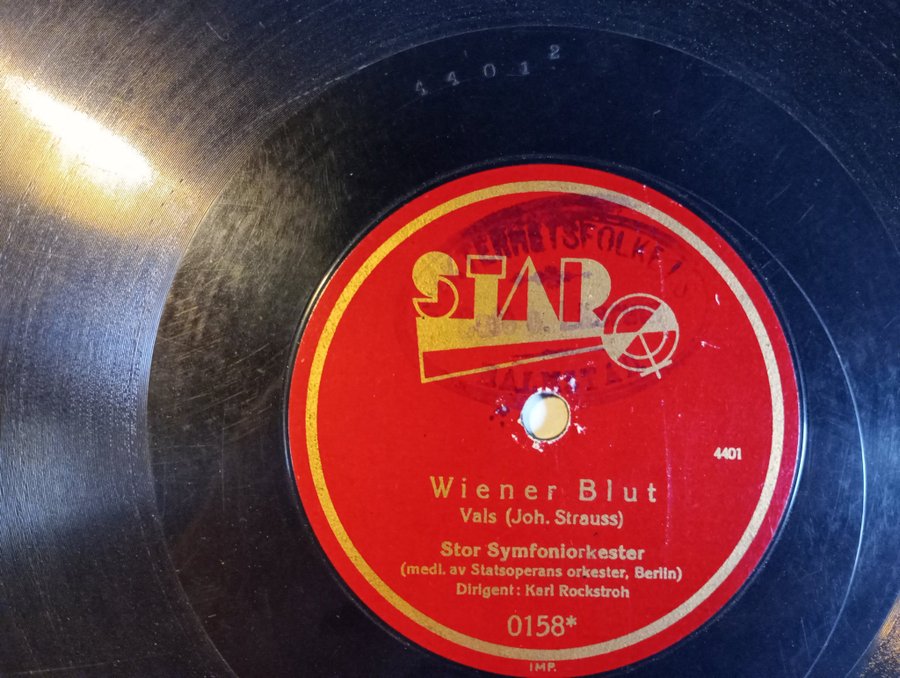 44012
STAR
4401
Wiener Blut
Vals (Joh. Strauss)
Stor Symfoniorkester
(medl. av Statsoperans orkester, Berlin)
Dirigent: Karl Rockstroh
0158*
IMP.